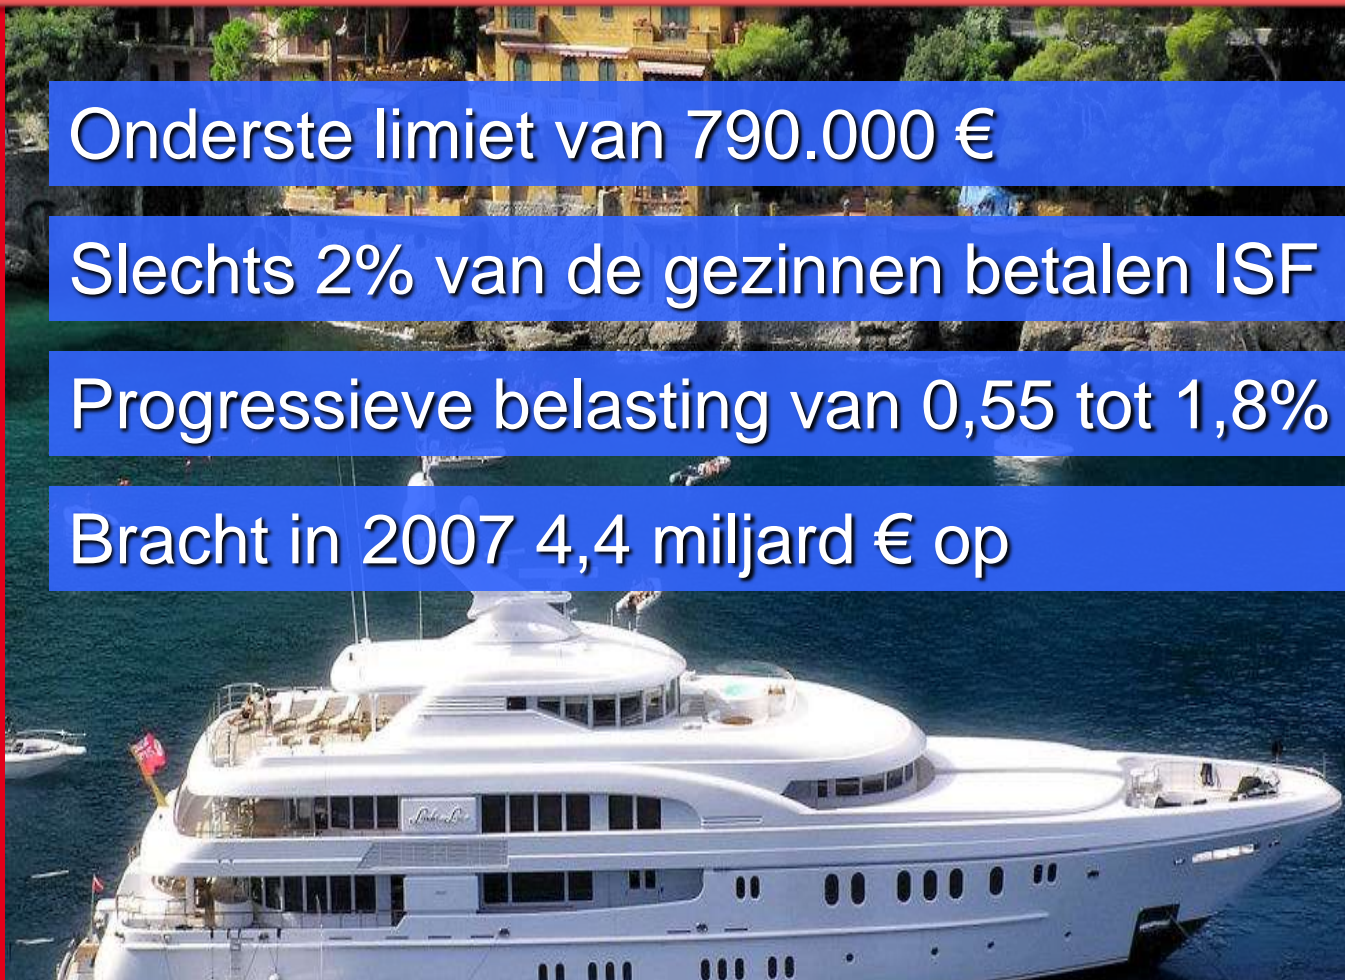 Onderste limiet van 790.000 €
Slechts 2% van de gezinnen betalen ISF
Progressieve belasting van 0,55 tot 1,8%
Bracht in 2007 4,4 miljard € op